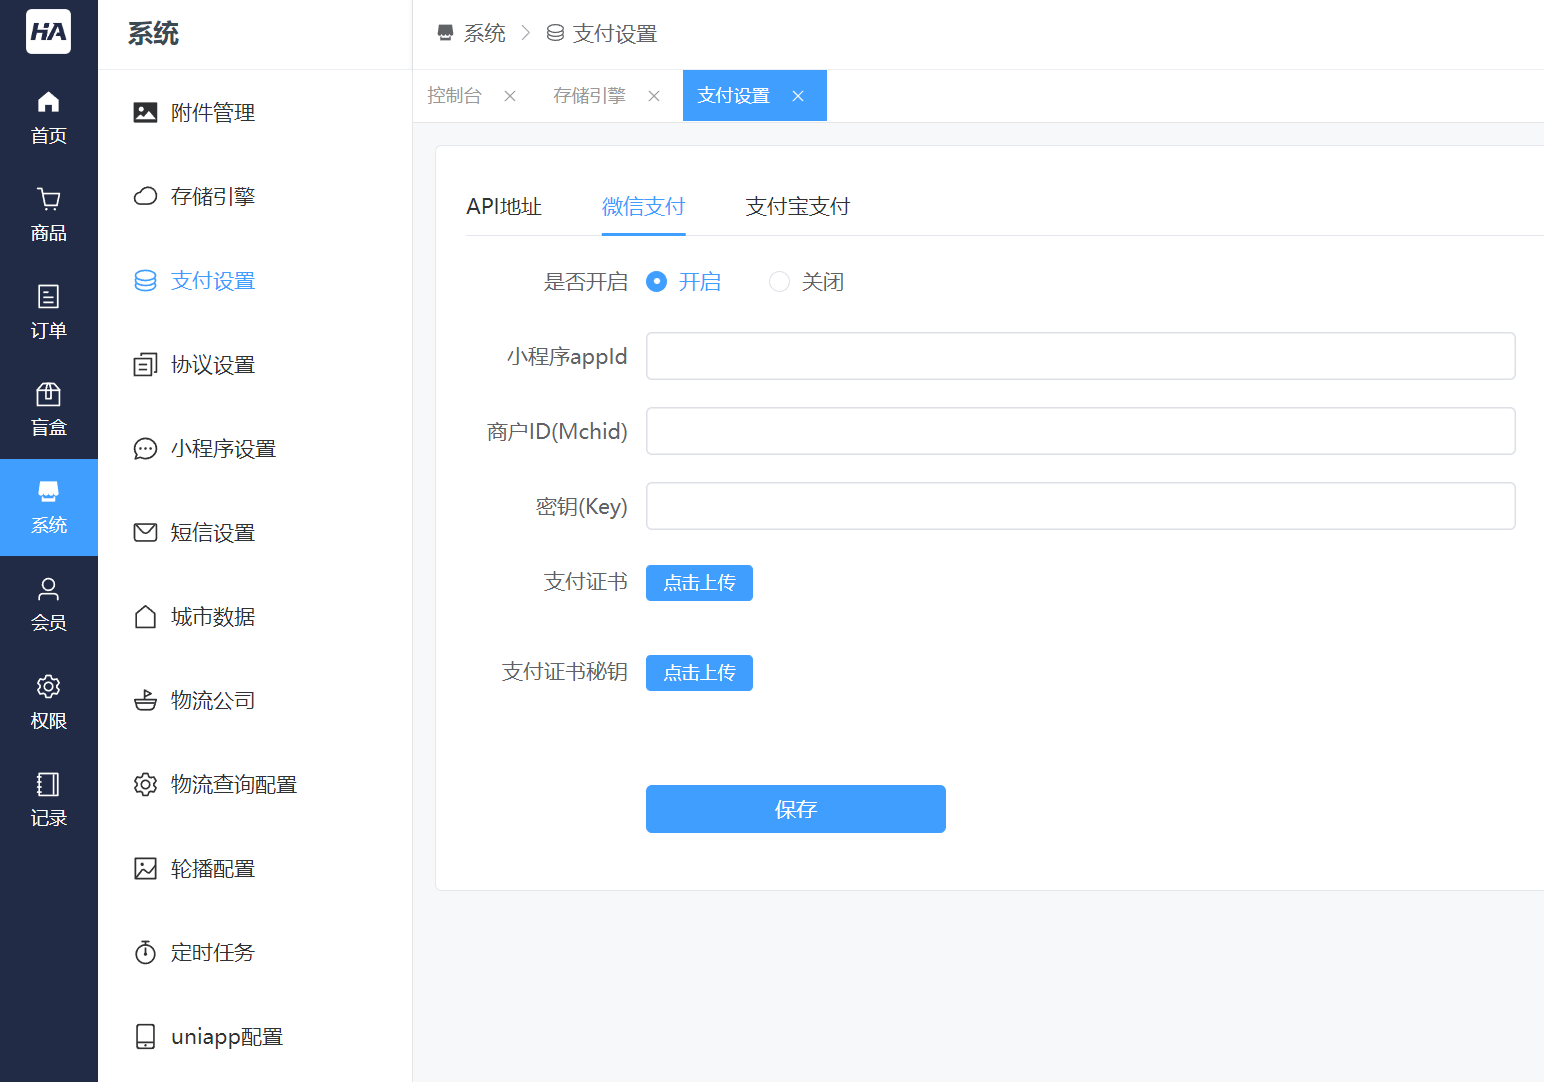 HA
首页
商品
订单
盲盒
系统
会员
权限
记录
系统
附件管理
存储引擎
支付设置
协议设置
小程序设置
短信设置
城市数据
物流公司
物流查询配置
轮播配置
定时任务
uniapp配置
系统 支付设置
控制台 存储引擎 支付设置
API地址 微信支付 支付宝支付
是否开启 开启 关闭
小程序appId
商户ID(Mchid)
密钥(Key)
支付证书 点击上传
支付证书秘钥 点击上传
保存